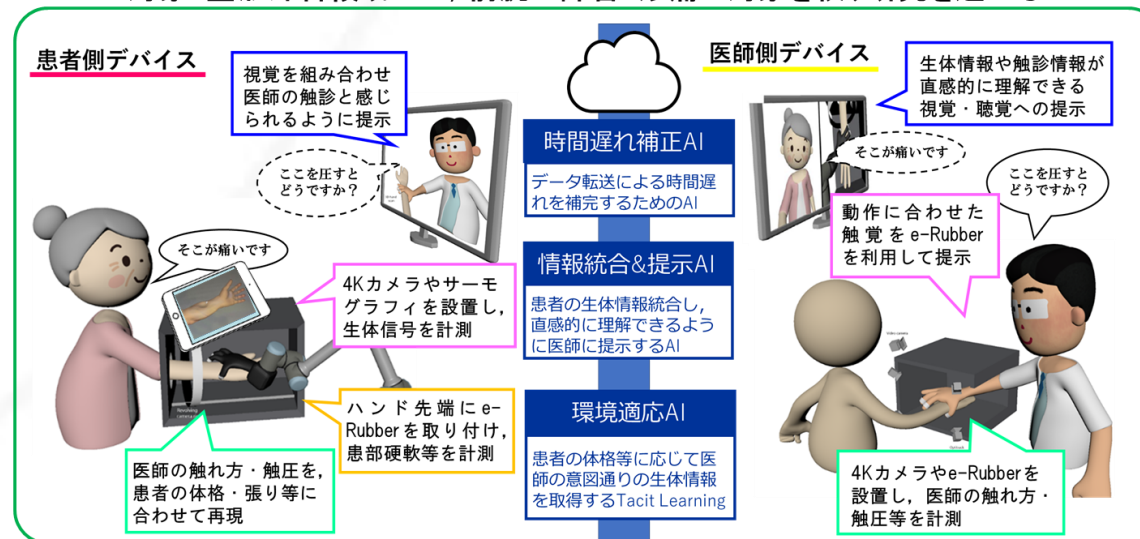 患者側デバイス
視覚を組み合わせ
医師の触診と感じ
られるように提示
ここを圧すと
どうですか？
そこが痛いです
4Kカメラやサーモ
グラフィを設置し,
生体信号を計測
ハンド先端にe-
Rubberを取り付け,
患部硬軟等を計測
医師の触れ方・触圧を,
患者の体格・張り等に
合わせて再現
時間遅れ補正AI
データ転送による時間遅
れを補完するためのAI
情報統合&提示AI
患者の生体情報統合し,
直感的に理解できるよう
に医師に提示するAI
環境適応AI
患者の体格等に応じて医
師の意図通りの生体情報
を取得するTacit Learning
医師側デバイス
生体情報や触診情報が
直感的に理解できる
視覚・聴覚への提示
そこが痛いです
ここを圧すと
どうですか？
動作に合わせた
触覚をe-Rubber
を利用して提示
4Kカメラやe-Rubberを
設置し, 医師の触れ方・
触圧等を計測